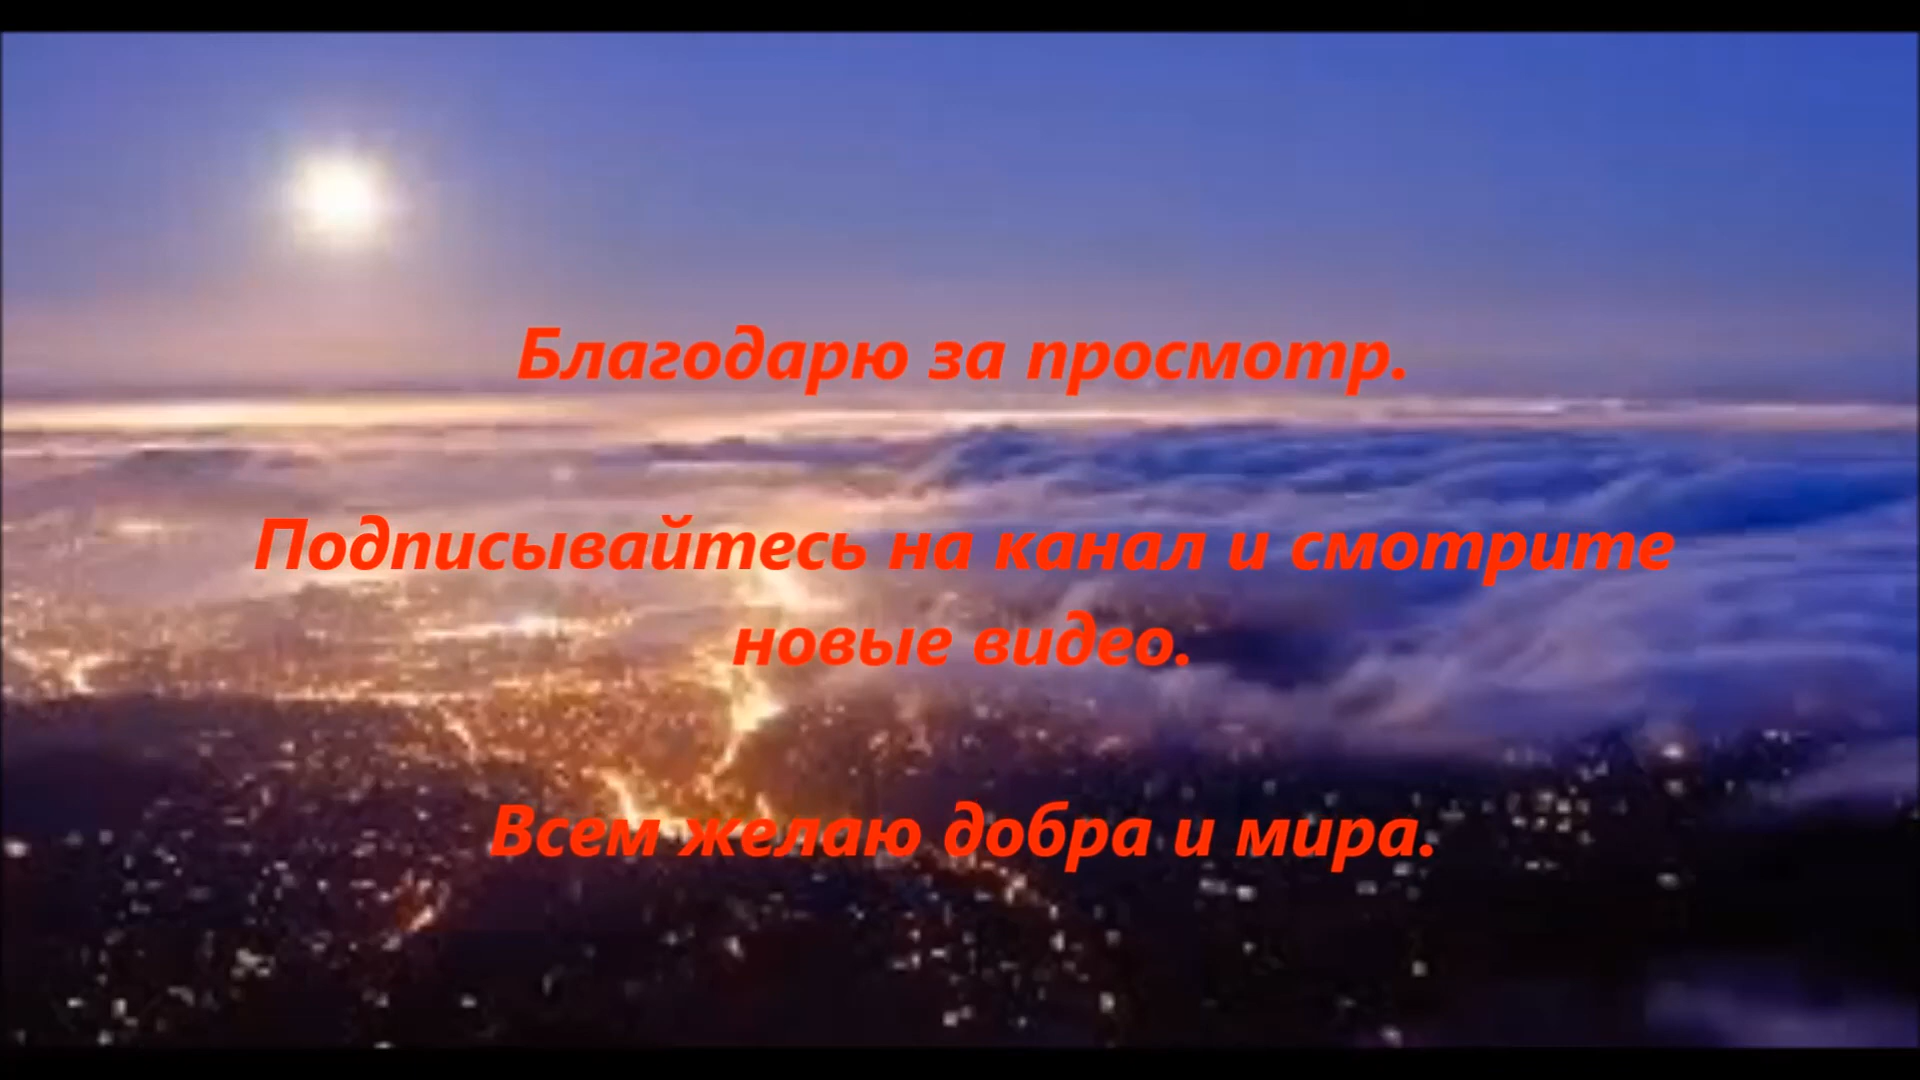 Благодарю за просмотр.
Подписывайтесь на канал и смотрите
новые видео.
Всем желаю добра и мира.